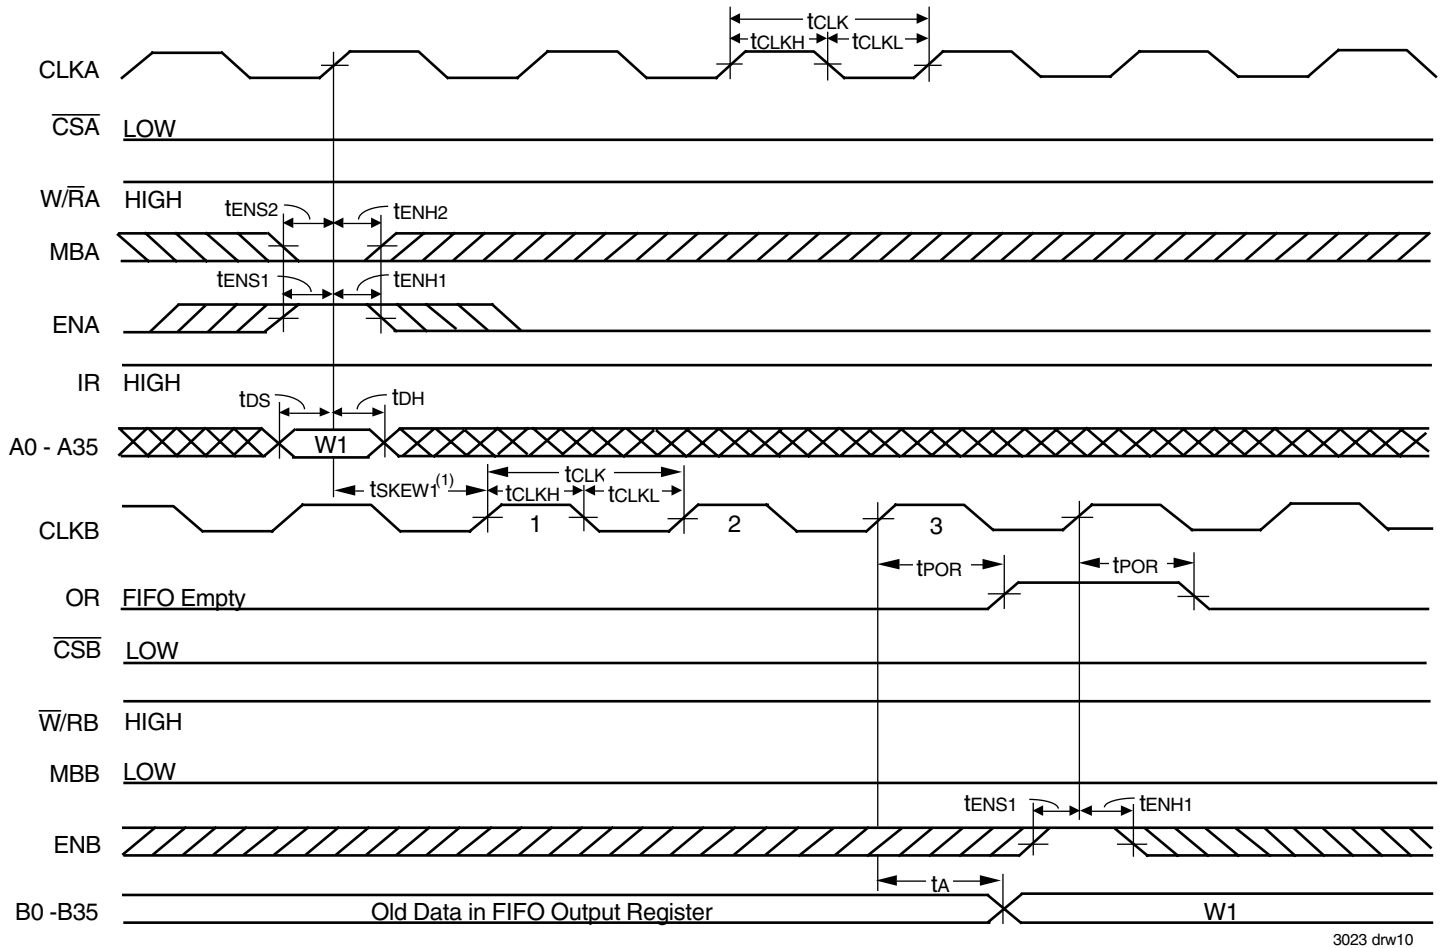 tCLK
tCLKH tCLKL
CLKA
CSA LOW
W/RA HIGH
tENS2 tENH2
MBA
tENS1 tENH1
ENA
IR HIGH
tDS tDH
A0 - A35 W1
tSKEW1(1) tCLK
tCLKH tCLKL
CLKB 1 2 3
tPOR tPOR
OR FIFO Empty
CSB LOW
W/RB HIGH
MBB LOW
tENS1 tENH1
ENB
tA
B0 -B35 Old Data in FIFO Output Register W1
3023 drw10